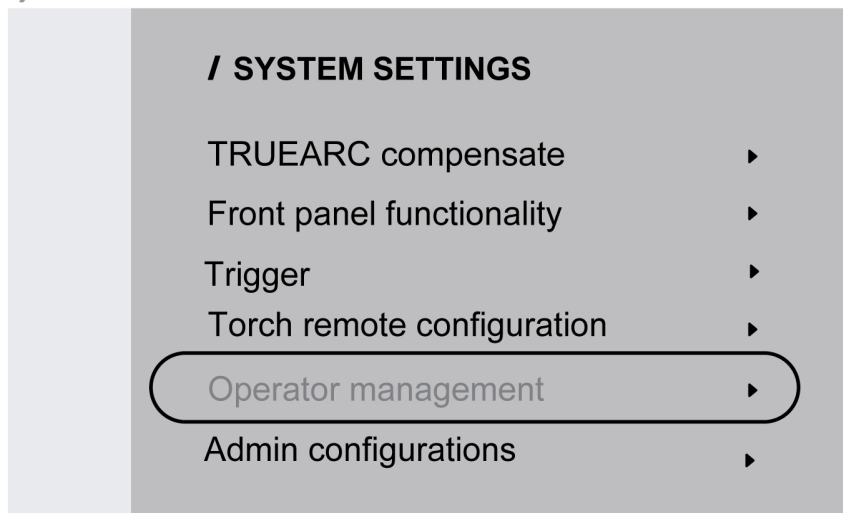 / SYSTEM SETTINGS
TRUEARC compensate
Front panel functionality
Trigger
Torch remote configuration
Operator management
Admin configurations